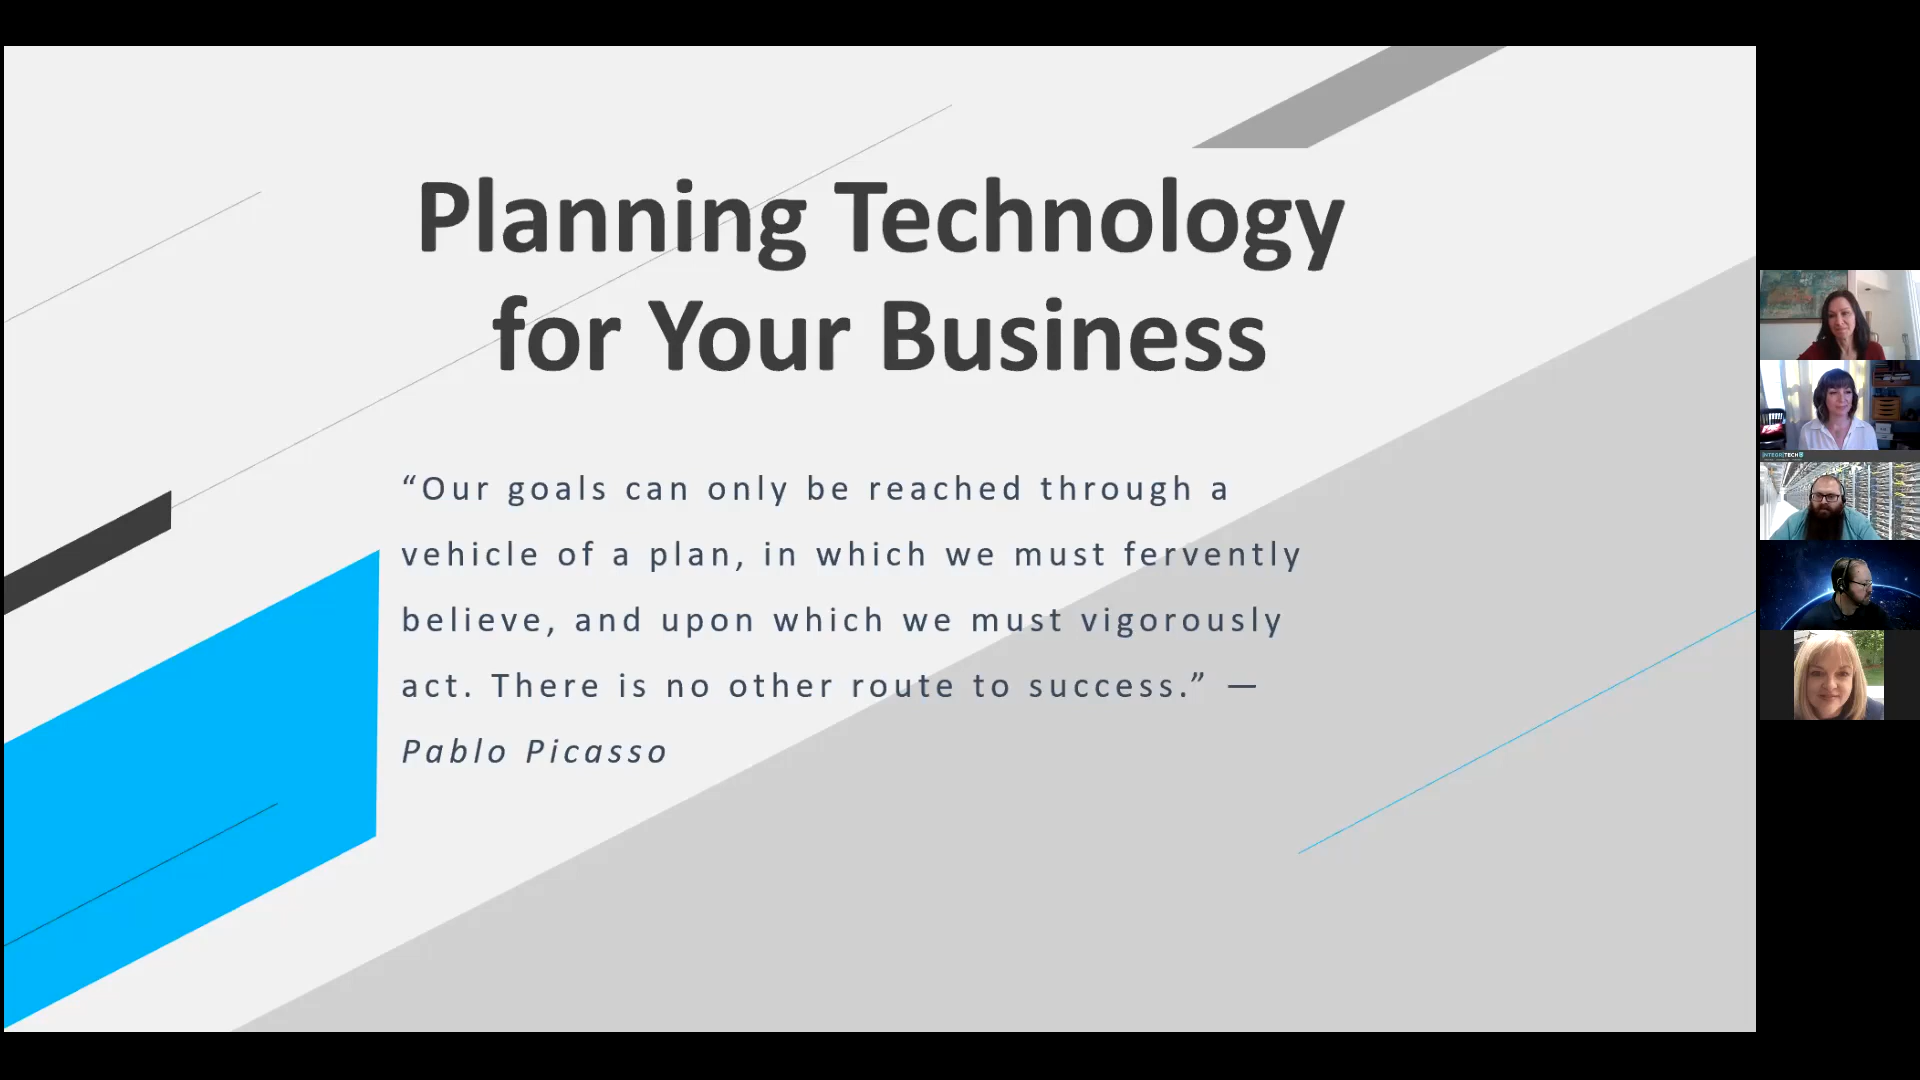 Planning Technology
for Your Business
“Our goals can only be reached through a
vehicle of a plan, in which we must fervently
believe, and upon which we must vigorously
act. There is no other route to success.” —
Pablo Picasso
INTEGRITECH